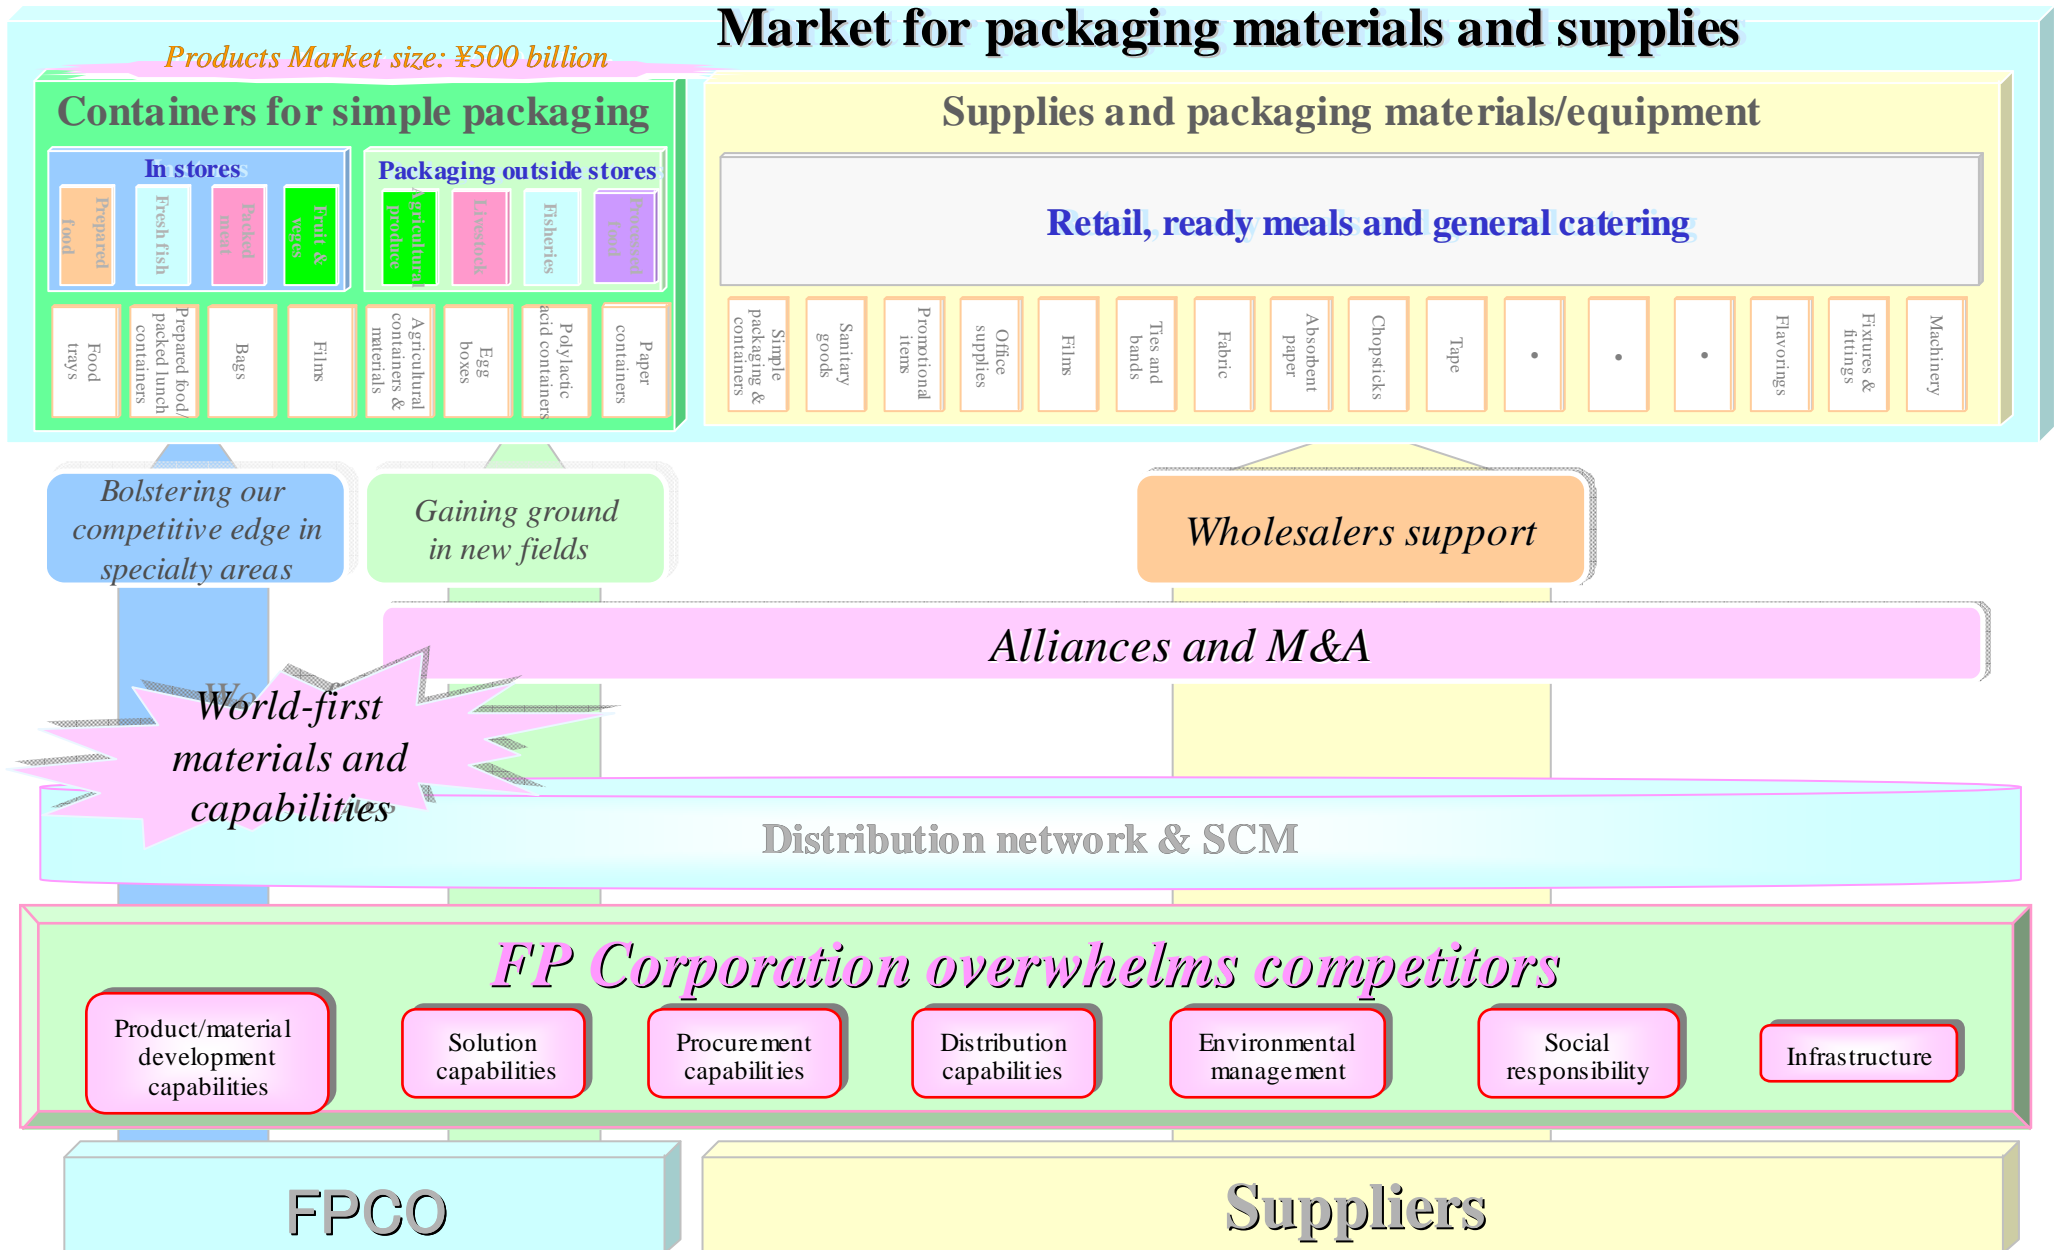 Market for packaging materials and supplies
Products Market size: ¥500 billion
Containers for simple packaging
In stores
Prepared
food
Fresh fish
Packed
meat
Fruit &
veges
Packaging outside stores
Agricultural
produce
Livestock
Fisheries
Processed
food
Food
trays
Prepared food/
packed lunch
containers
Bags
Films
Agricultural
containers &
materials
Egg
boxes
Polylactic
acid containers
Paper
containers
Supplies and packaging materials/equipment
Retail, ready meals and general catering
Simple
packaging &
containers
Sanitary
goods
Promotional
items
Office
supplies
Films
Ties and
bands
Fabric
Absorbent
paper
Chopsticks
Tape
•
•
•
Flavorings
Fixtures &
fittings
Machinery
Bolstering our
competitive edge in
specialty areas
Gaining ground
in new fields
Wholesalers support
Alliances and M&A
World-first
materials and
capabilities
Distribution network & SCM
FP Corporation overwhelms competitors
Product/material
development
capabilities
Solution
capabilities
Procurement
capabilities
Distribution
capabilities
Environmental
management
Social
responsibility
Infrastructure
FPCO
Suppliers